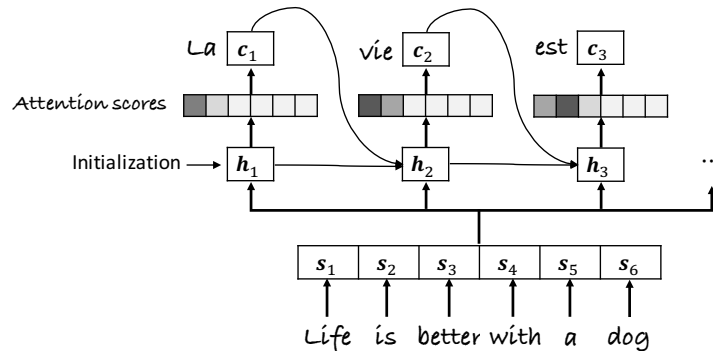 La c₁ vie c₂ est c₃
Attention scores
Initialization h₁ h₂ h₃ ...
s₁ s₂ s₃ s₄ s₅ s₆
Life is better with a dog